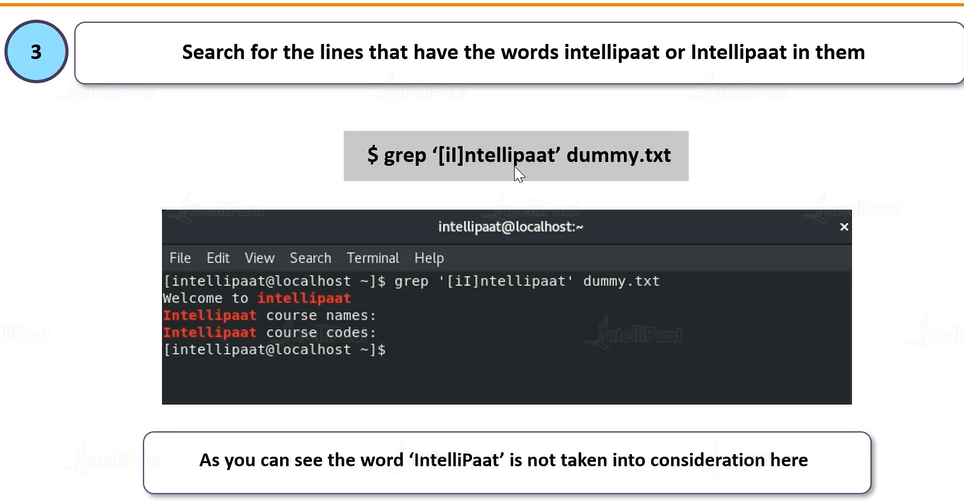 3
Search for the lines that have the words intellipaat or Intellipaat in them
$ grep ‘[iI]ntellipaat’ dummy.txt
intellipaat@localhost:~ ×
File Edit View Search Terminal Help
[intellipaat@localhost ~]$ grep '[iI]ntellipaat' dummy.txt
Welcome to intellipaat
Intellipaat course names:
Intellipaat course codes:
[intellipaat@localhost ~]$
As you can see the word ‘IntelliPaat’ is not taken into consideration here